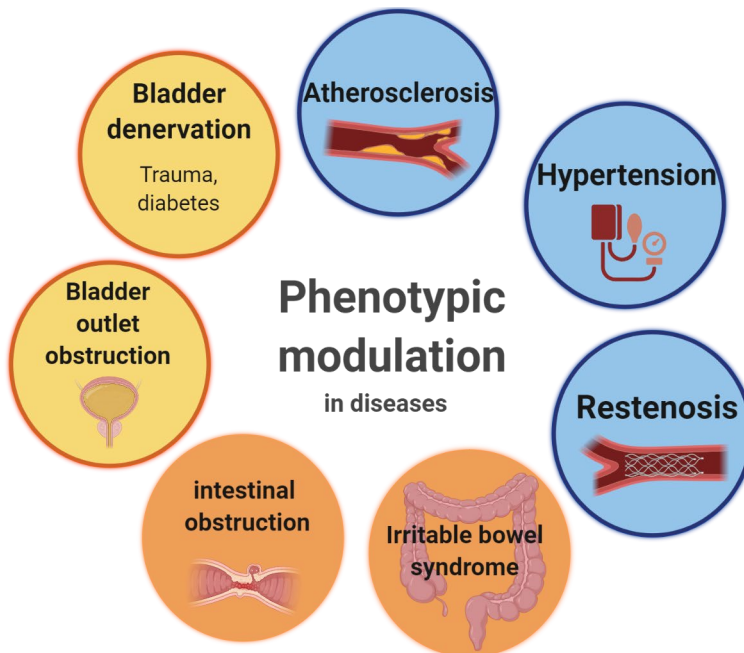 Phenotypic
modulation
in diseases
Atherosclerosis
Hypertension
Restenosis
Irritable bowel
syndrome
intestinal
obstruction
Bladder
outlet
obstruction
Bladder
denervation
Trauma,
diabetes